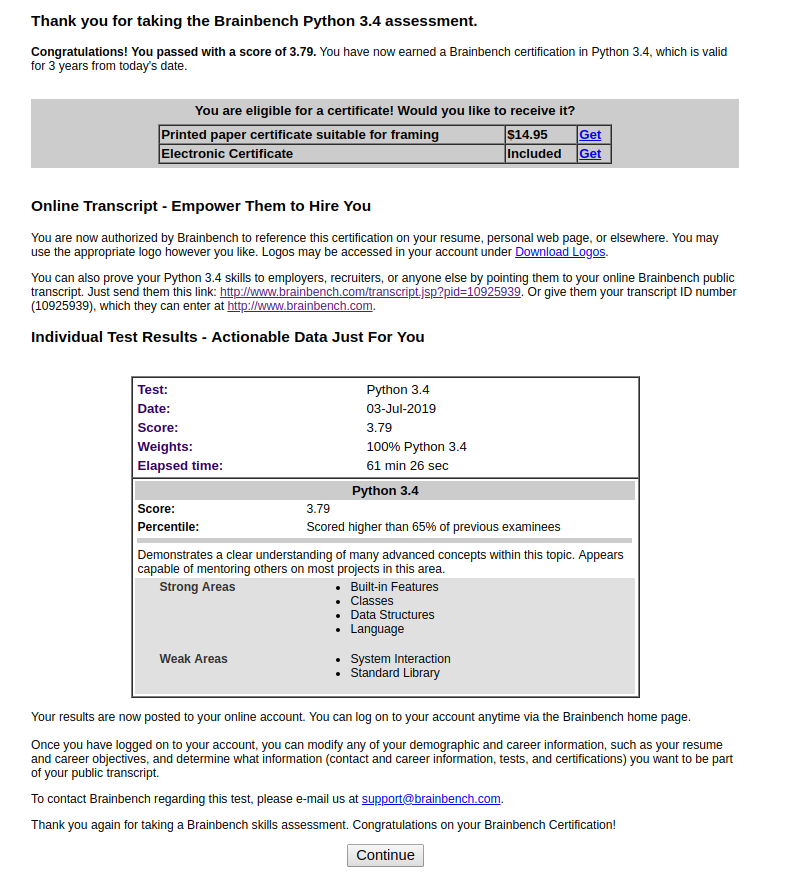 Thank you for taking the Brainbench Python 3.4 assessment.
Congratulations! You passed with a score of 3.79. You have now earned a Brainbench certification in Python 3.4, which is valid
for 3 years from today's date.
You are eligible for a certificate! Would you like to receive it?
Printed paper certificate suitable for framing $14.95 Get
Electronic Certificate Included Get
Online Transcript - Empower Them to Hire You
You are now authorized by Brainbench to reference this certification on your resume, personal web page, or elsewhere. You may
use the appropriate logo however you like. Logos may be accessed in your account under Download Logos.
You can also prove your Python 3.4 skills to employers, recruiters, or anyone else by pointing them to your online Brainbench public
transcript. Just send them this link: http://www.brainbench.com/transcript.jsp?pid=10925939. Or give them your transcript ID number
(10925939), which they can enter at http://www.brainbench.com.
Individual Test Results - Actionable Data Just For You
Test: Python 3.4
Date: 03-Jul-2019
Score: 3.79
Weights: 100% Python 3.4
Elapsed time: 61 min 26 sec
Python 3.4
Score: 3.79
Percentile: Scored higher than 65% of previous examinees
Demonstrates a clear understanding of many advanced concepts within this topic. Appears
capable of mentoring others on most projects in this area.
Strong Areas • Built-in Features
• Classes
• Data Structures
• Language
Weak Areas • System Interaction
• Standard Library
Your results are now posted to your online account. You can log on to your account anytime via the Brainbench home page.
Once you have logged on to your account, you can modify any of your demographic and career information, such as your resume
and career objectives, and determine what information (contact and career information, tests, and certifications) you want to be part
of your public transcript.
To contact Brainbench regarding this test, please e-mail us at support@brainbench.com.
Thank you again for taking a Brainbench skills assessment. Congratulations on your Brainbench Certification!
Continue